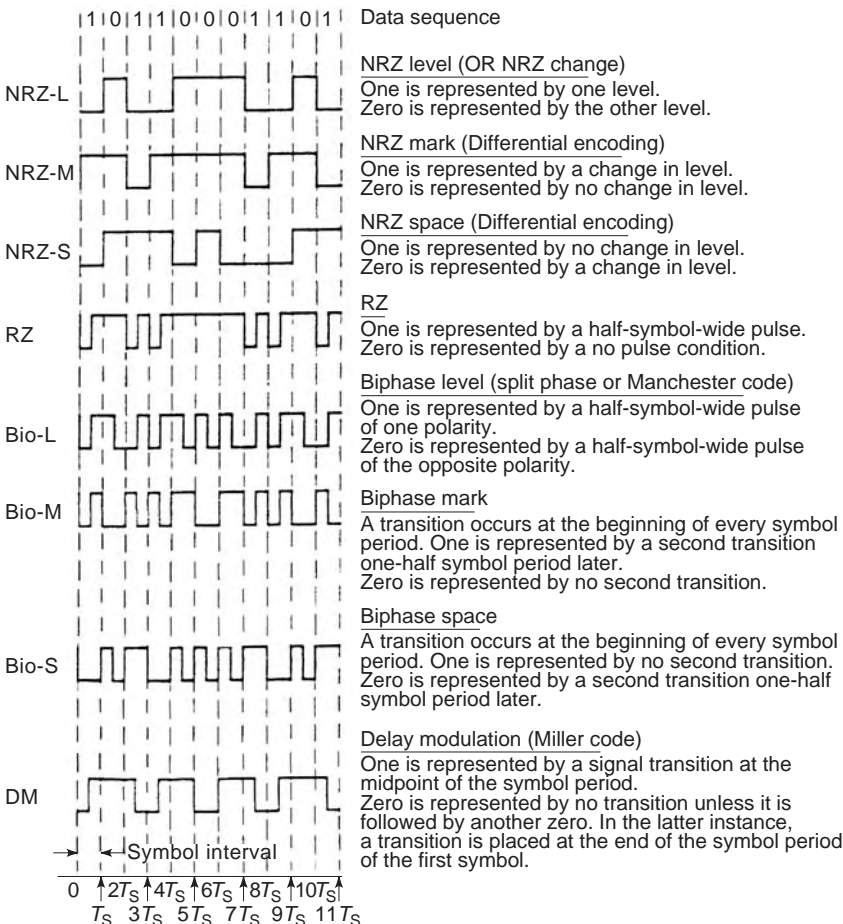 1 0 1 1 0 0 0 1 1 0 1 Data sequence
NRZ-L
NRZ level (OR NRZ change)
One is represented by one level.
Zero is represented by the other level.
NRZ-M
NRZ mark (Differential encoding)
One is represented by a change in level.
Zero is represented by no change in level.
NRZ-S
NRZ space (Differential encoding)
One is represented by no change in level.
Zero is represented by a change in level.
RZ
RZ
One is represented by a half-symbol-wide pulse.
Zero is represented by a no pulse condition.
Bio-L
Biphase level (split phase or Manchester code)
One is represented by a half-symbol-wide pulse
of one polarity.
Zero is represented by a half-symbol-wide pulse
of the opposite polarity.
Bio-M
Biphase mark
A transition occurs at the beginning of every symbol
period. One is represented by a second transition
one-half symbol period later.
Zero is represented by no second transition.
Bio-S
Biphase space
A transition occurs at the beginning of every symbol
period. One is represented by no second transition.
Zero is represented by a second transition one-half
symbol period later.
DM
Delay modulation (Miller code)
One is represented by a signal transition at the
midpoint of the symbol period.
Zero is represented by no transition unless it is
followed by another zero. In the latter instance,
a transition is placed at the end of the symbol period
of the first symbol.
Symbol interval
0 2TS 4TS 6TS 8TS 10TS
TS 3TS 5TS 7TS 9TS 11TS